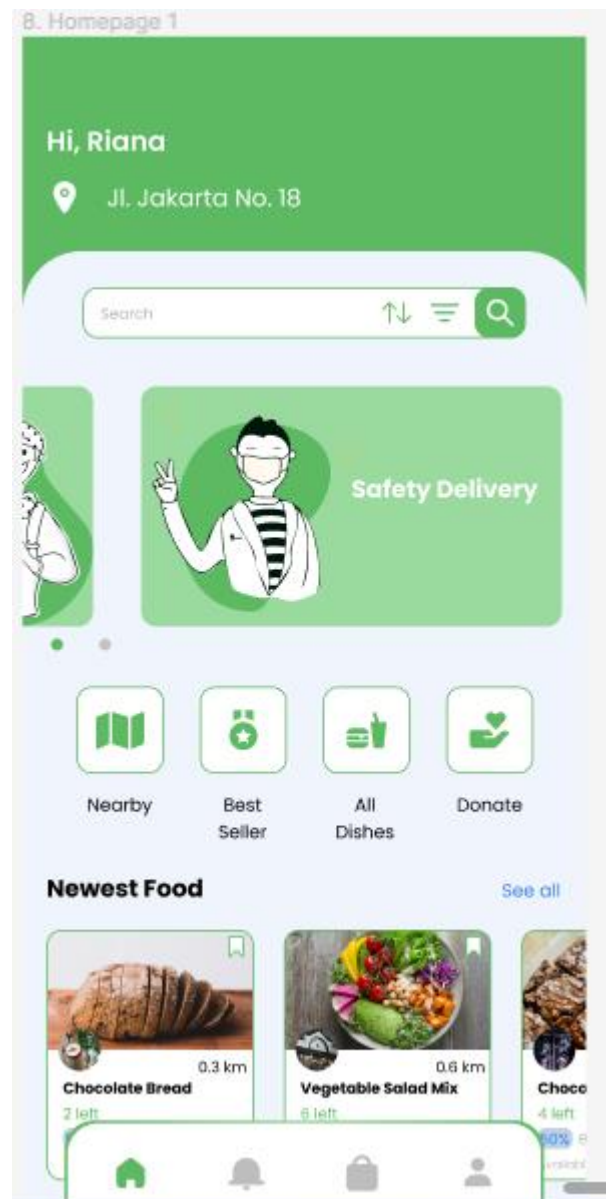 8. Homepage 1
Hi, Riana
Jl. Jakarta No. 18
Search
Safety Delivery
Nearby
Best
Seller
All
Dishes
Donate
Newest Food
See all
0.3 km
0.6 km
Chocolate Bread
Vegetable Salad Mix
Choco
2 left
6 left
4 left